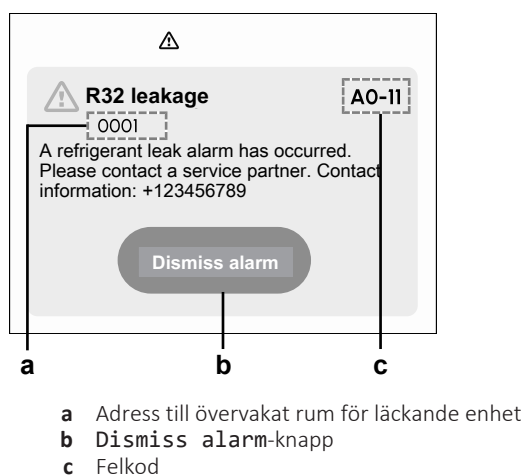 R32 leakage
A0-11
0001
A refrigerant leak alarm has occurred.
Please contact a service partner. Contact
information: +123456789
Dismiss alarm
a b c
a Adress till övervakat rum för läckande enhet
b Dismiss alarm-knapp
c Felkod